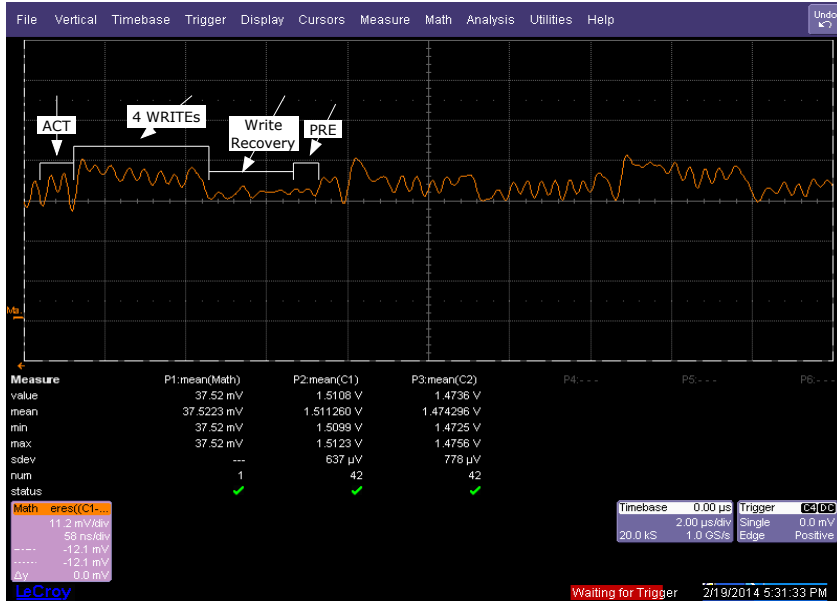 File Vertical Timebase Trigger Display Cursors Measure Math Analysis Utilities Help Undo
ACT
4 WRITEs
Write
Recovery
PRE
Measure P1:mean(Math) P2:mean(C1) P3:mean(C2) P4:- - - P5:- - - P6:- - -
value 37.52 mV 1.5108 V 1.4736 V
mean 37.5223 mV 1.511260 V 1.474296 V
min 37.52 mV 1.5099 V 1.4725 V
max 37.52 mV 1.5123 V 1.4756 V
sdev --- 637 µV 778 µV
num 1 42 42
status
Math eres((C1-...
11.2 mV/div
58 ns/div
-12.1 mV
-12.1 mV
Δy 0.0 mV
Timebase 0.00 µs
2.00 µs/div
20.0 kS 1.0 GS/s
Trigger C4 DC
Single 0.0 mV
Edge Positive
LeCroy
Waiting for Trigger 2/19/2014 5:31:33 PM